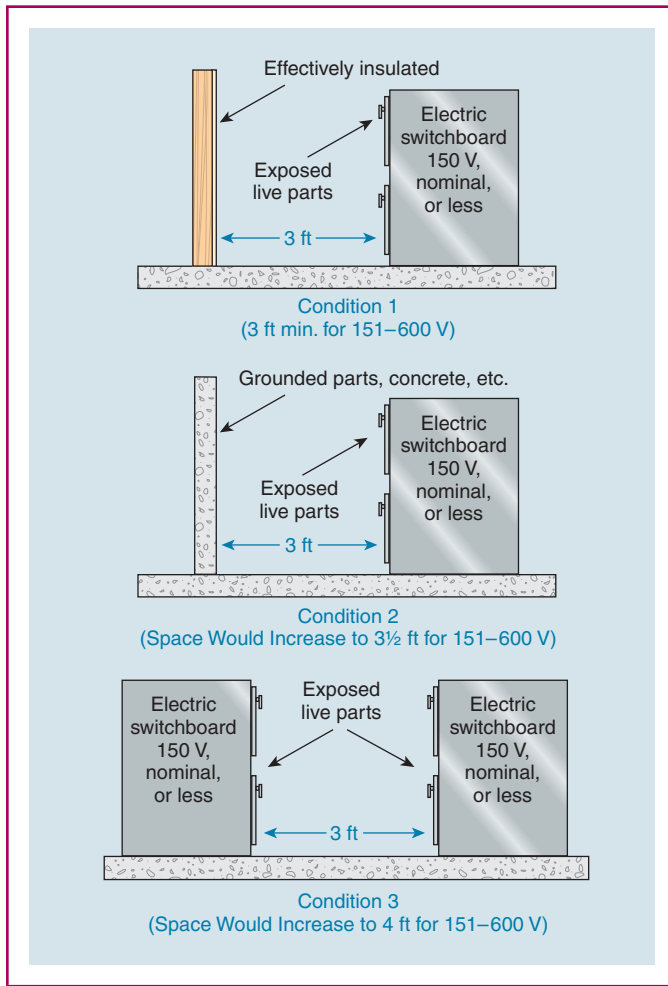 Effectively insulated
Exposed
live parts
Electric
switchboard
150 V,
nominal,
or less
3 ft
Condition 1
(3 ft min. for 151–600 V)
Grounded parts, concrete, etc.
Exposed
live parts
Electric
switchboard
150 V,
nominal,
or less
3 ft
Condition 2
(Space Would Increase to 3½ ft for 151–600 V)
Electric
switchboard
150 V,
nominal,
or less
Exposed
live parts
Electric
switchboard
150 V,
nominal,
or less
3 ft
Condition 3
(Space Would Increase to 4 ft for 151–600 V)